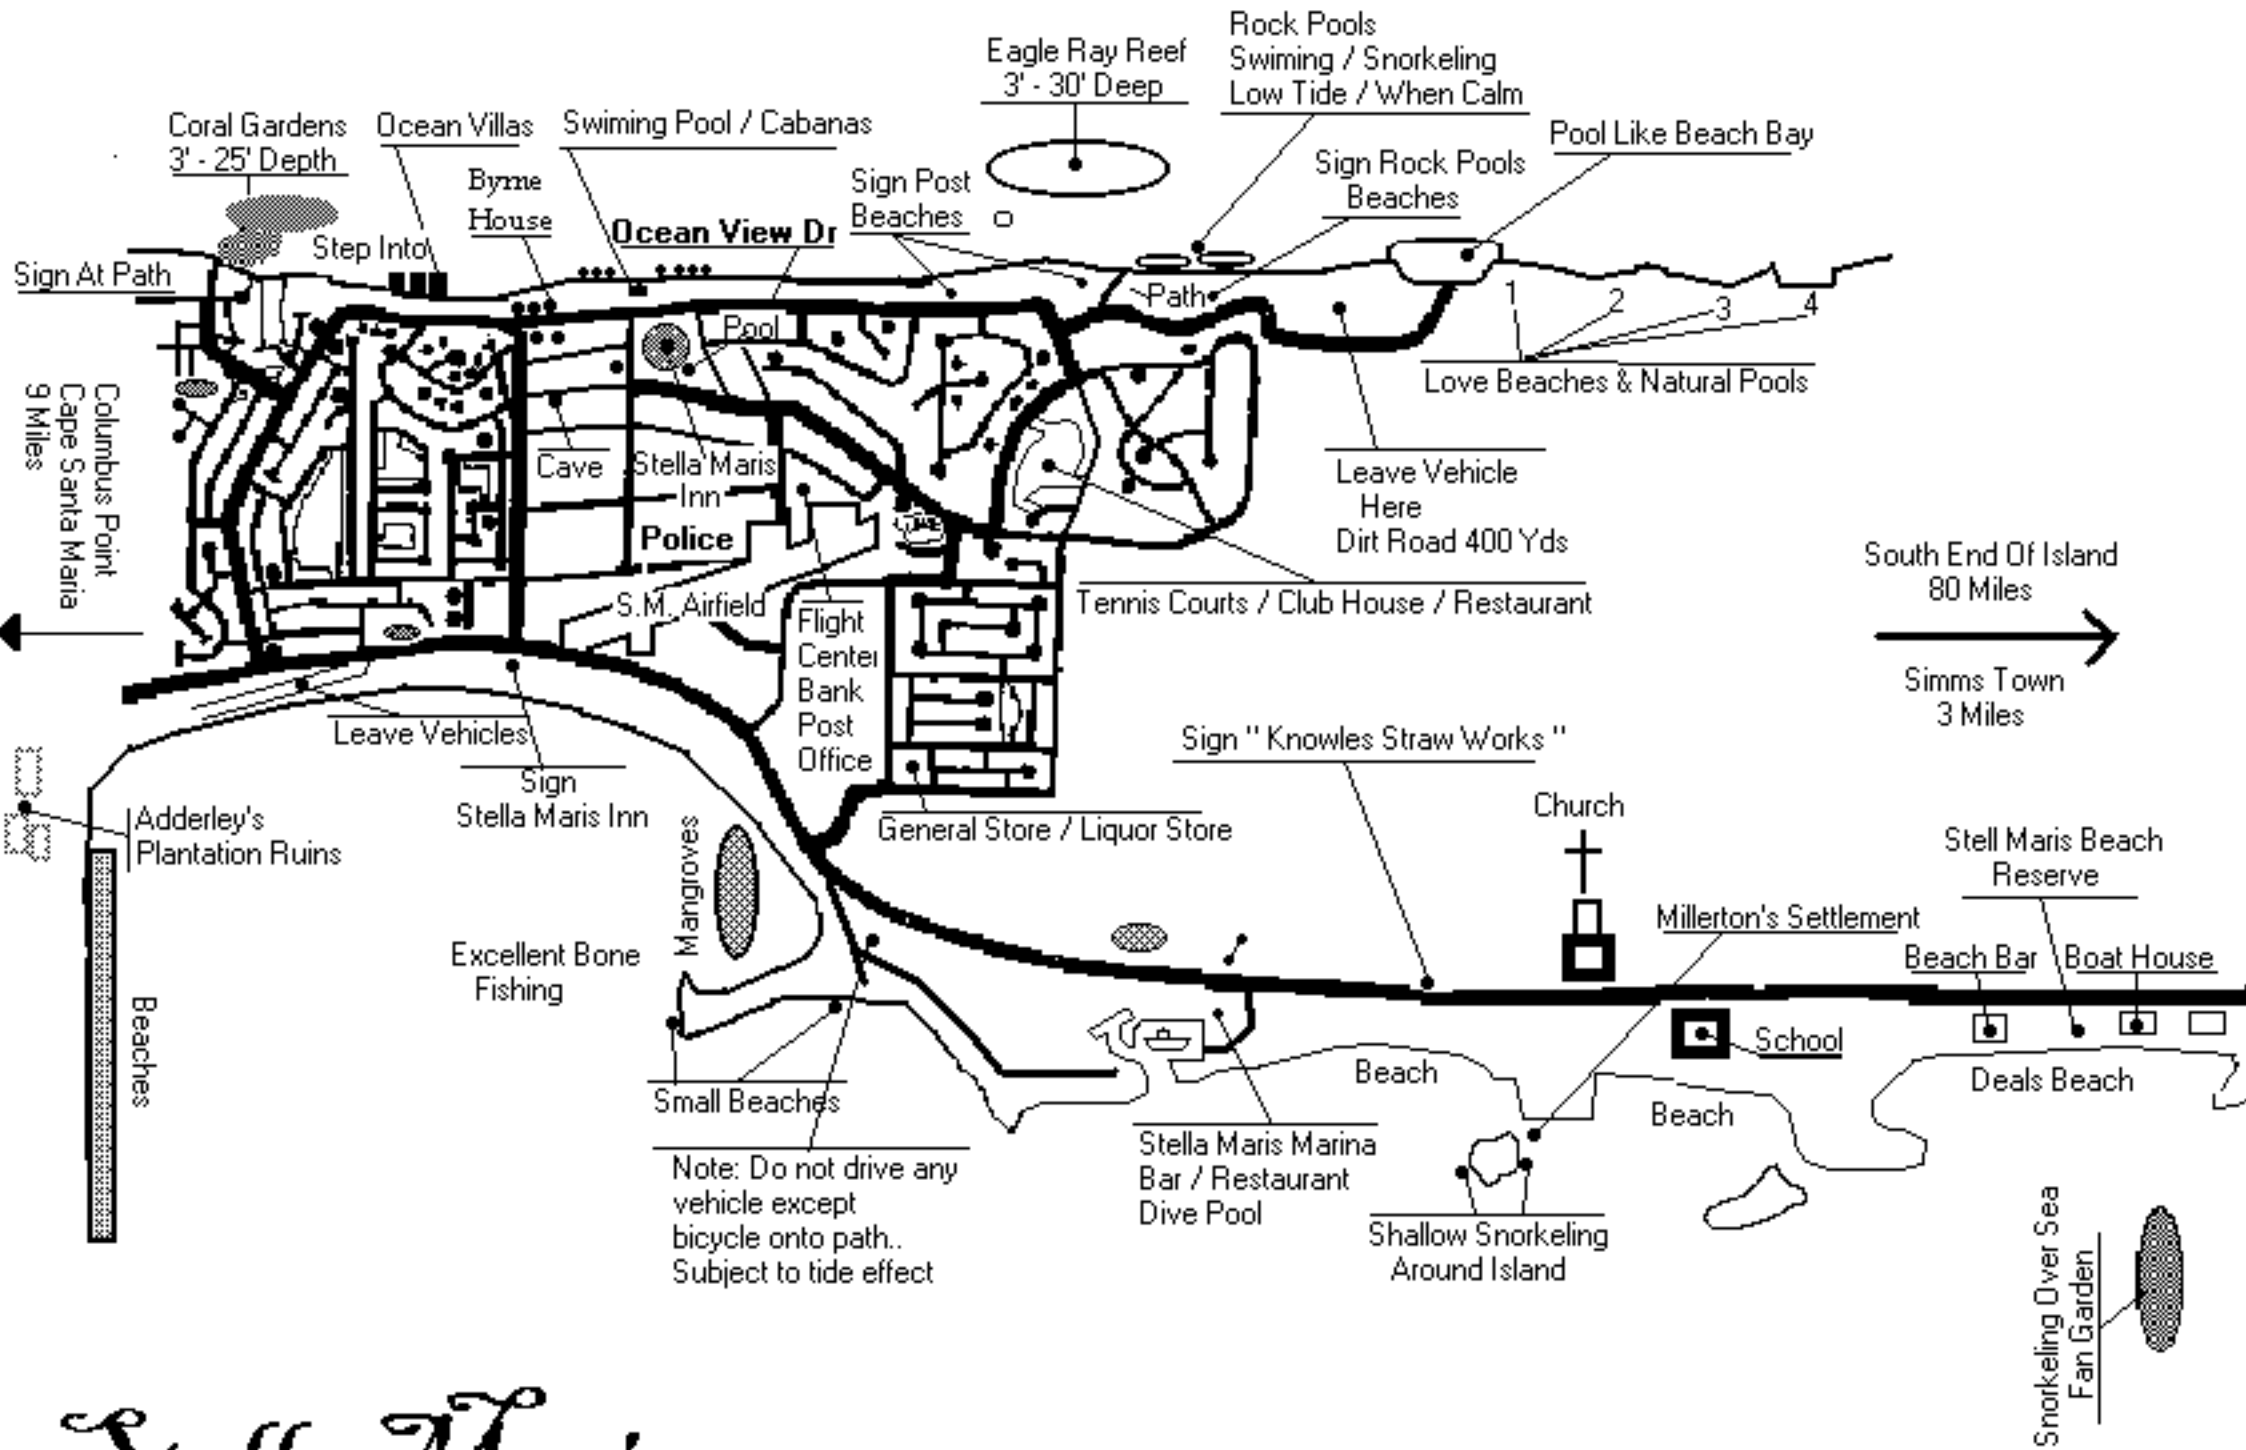 Rock Pools
Swiming / Snorkeling
Low Tide / When Calm
Eagle Ray Reef
3' - 30' Deep
Coral Gardens
3' - 25' Depth
Ocean Villas
Swiming Pool / Cabanas
Pool Like Beach Bay
Sign Rock Pools
Beaches
Byrne
House
Sign Post
Beaches
Ocean View Dr
Step Into
Sign At Path
Path
1
2
3
4
Pool
Love Beaches & Natural Pools
Columbus Point
Cape Santa Maria
9 Miles
Cave
Stella Maris
Inn
Leave Vehicle
Here
Dirt Road 400 Yds
Police
South End Of Island
80 Miles
S.M. Airfield
Tennis Courts / Club House / Restaurant
Flight
Center
Bank
Post
Office
Simms Town
3 Miles
Leave Vehicles
Sign
Stella Maris Inn
Sign " Knowles Straw Works "
Adderley's
Plantation Ruins
General Store / Liquor Store
Church
Stell Maris Beach
Reserve
Mangroves
Millerton's Settlement
Excellent Bone
Fishing
Beach Bar
Boat House
Beaches
School
Beach
Deals Beach
Small Beaches
Beach
Stella Maris Marina
Bar / Restaurant
Dive Pool
Note: Do not drive any
vehicle except
bicycle onto path..
Subject to tide effect
Shallow Snorkeling
Around Island
Snorkeling Over Sea
Fan Garden